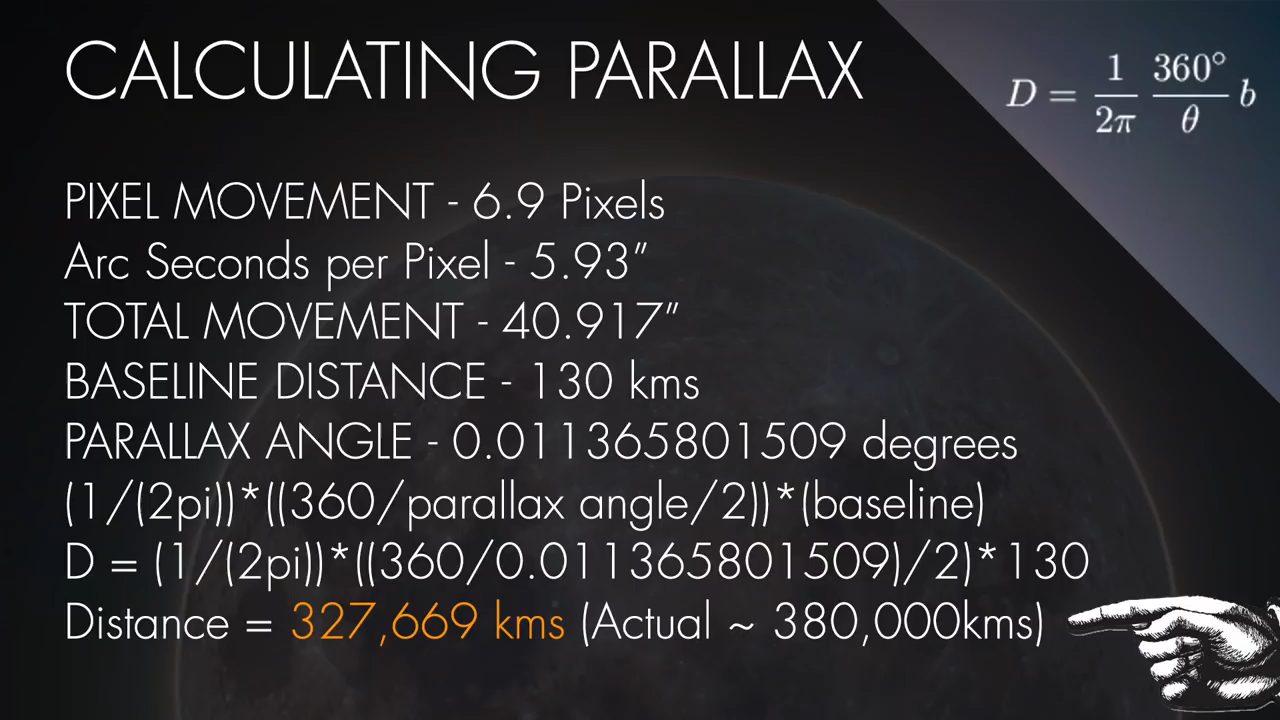 CALCULATING PARALLAX
D = 1/2π 360°/θ b
PIXEL MOVEMENT - 6.9 Pixels
Arc Seconds per Pixel - 5.93”
TOTAL MOVEMENT - 40.917”
BASELINE DISTANCE - 130 kms
PARALLAX ANGLE - 0.011365801509 degrees
(1/(2pi))*((360/parallax angle/2))*(baseline)
D = (1/(2pi))*((360/0.011365801509)/2)*130
Distance = 327,669 kms (Actual ~ 380,000kms)